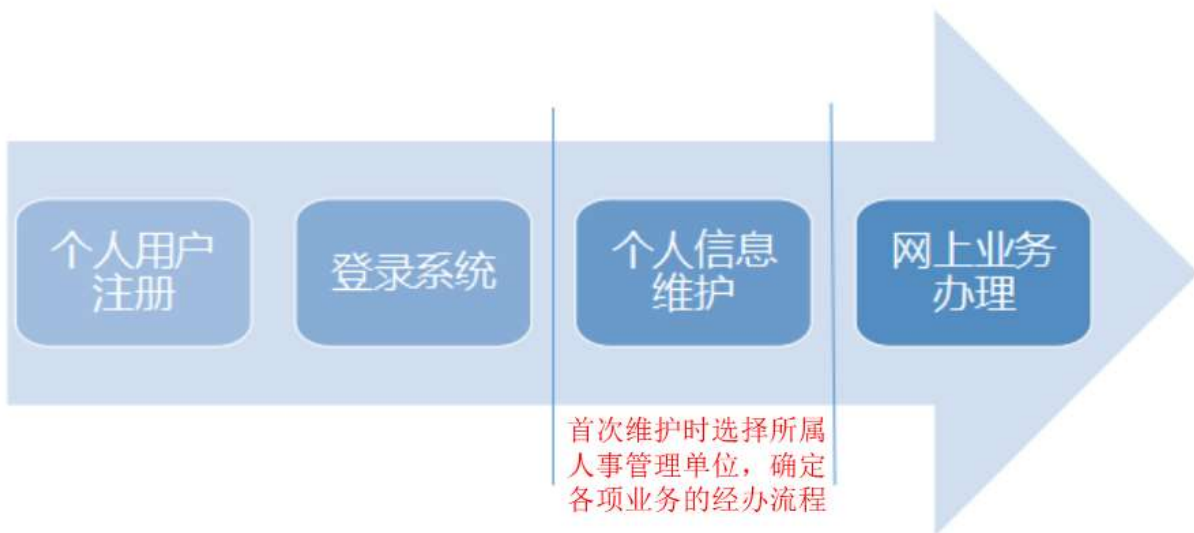 个人用户
注册
登录系统
个人信息
维护
网上业务
办理
首次维护时选择所属
人事管理单位，确定
各项业务的经办流程